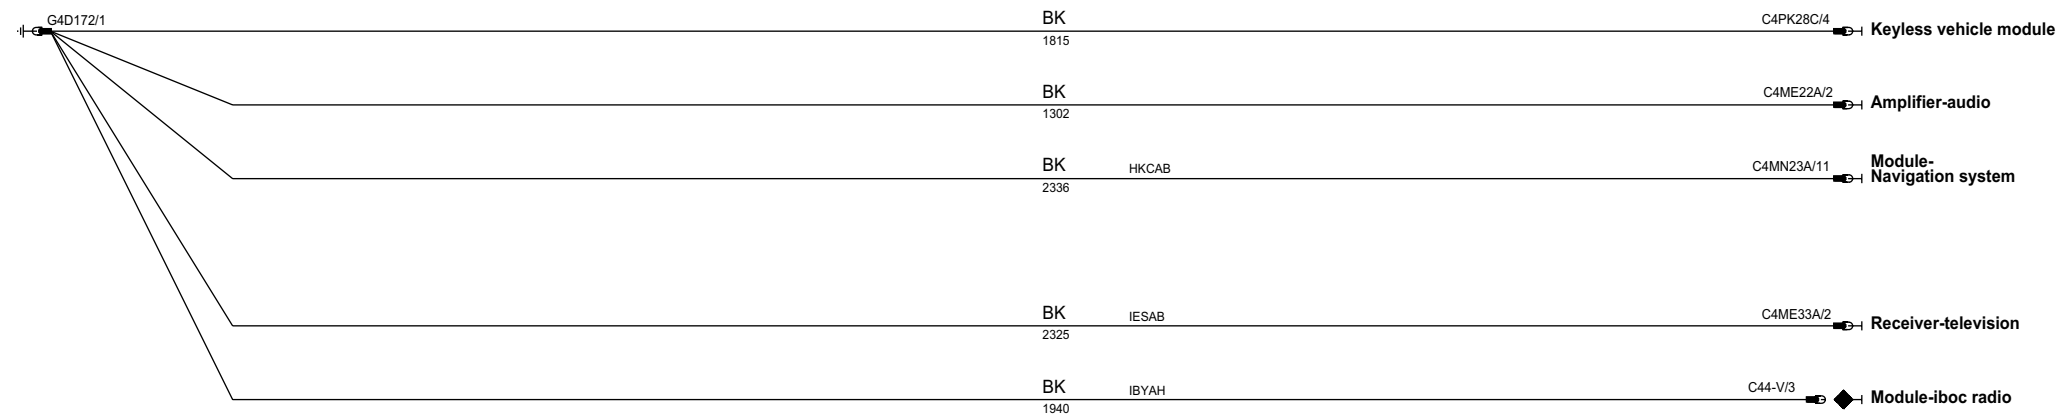 G4D172/1
BK
1815
C4PK28C/4
Keyless vehicle module
BK
1302
C4ME22A/2
Amplifier-audio
BK
2336
HKCAB
C4MN23A/11
Module-
Navigation system
BK
2325
IESAB
C4ME33A/2
Receiver-television
BK
1940
IBYAH
C44-V/3
Module-iboc radio